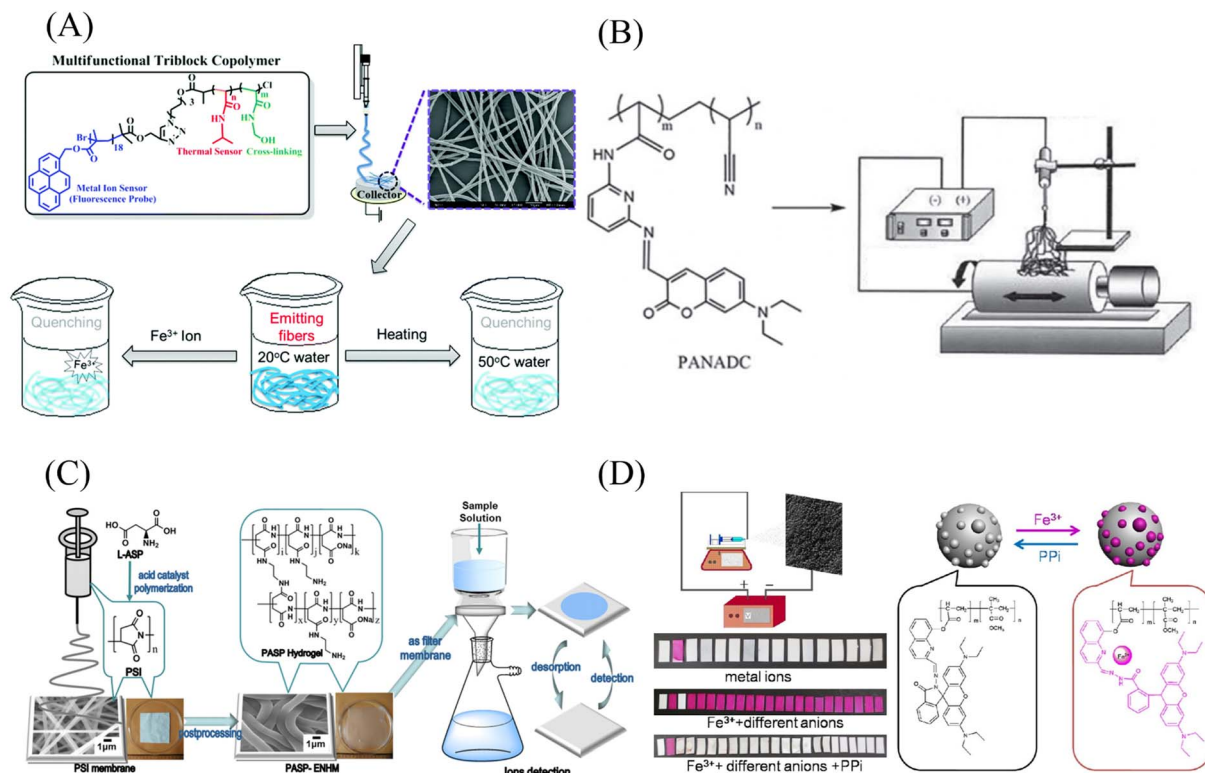 (A)
Multifunctional Triblock Copolymer
O
O
3
O
n
O
m
Cl
O
HN
HN
OH
N
N=N
Thermal Sensor
Cross-linking
Br
18
O
O
O
O
Metal Ion Sensor
(Fluorescence Probe)
Collector
Quenching
Fe³⁺
Fe³⁺ Ion
Emitting
fibers
20°C water
Heating
Quenching
50°C water
(B)
m
n
NH
O
N
N
N
O
O
N
PANADC
(-) (+)
(C)
HO
O
O
OH
NH₂
L-ASP
acid catalyst
polymerization
O
N
O
n
PSI
1μm
PSI membrane
postprocessing
PASP Hydrogel
1μm
PASP- ENHM
as filter
membrane
Sample
Solution
desorption
detection
Ions detection
(D)
+
−
metal ions
Fe³⁺+different anions
Fe³⁺+ different anions +PPi
Fe³⁺
PPi